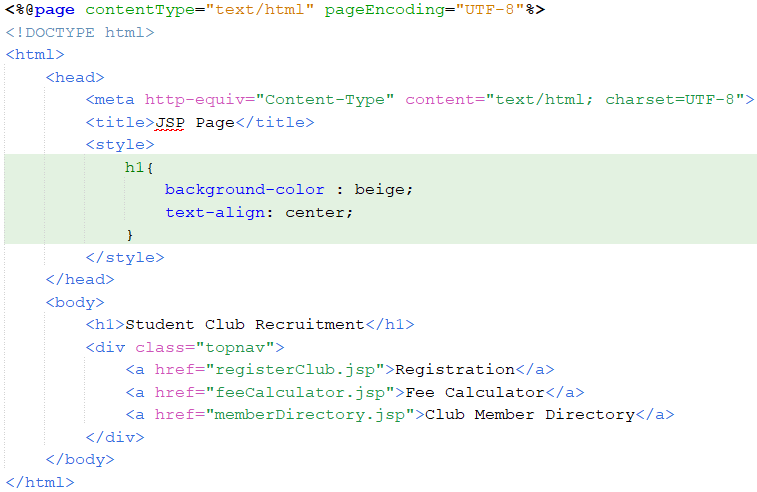 <%@page contentType="text/html" pageEncoding="UTF-8"%>
<!DOCTYPE html>
<html>
    <head>
        <meta http-equiv="Content-Type" content="text/html; charset=UTF-8">
        <title>JSP Page</title>
        <style>
            h1{
                background-color : beige;
                text-align: center;
            }
        </style>
    </head>
    <body>
        <h1>Student Club Recruitment</h1>
        <div class="topnav">
            <a href="registerClub.jsp">Registration</a>
            <a href="feeCalculator.jsp">Fee Calculator</a>
            <a href="memberDirectory.jsp">Club Member Directory</a>
        </div>
    </body>
</html>